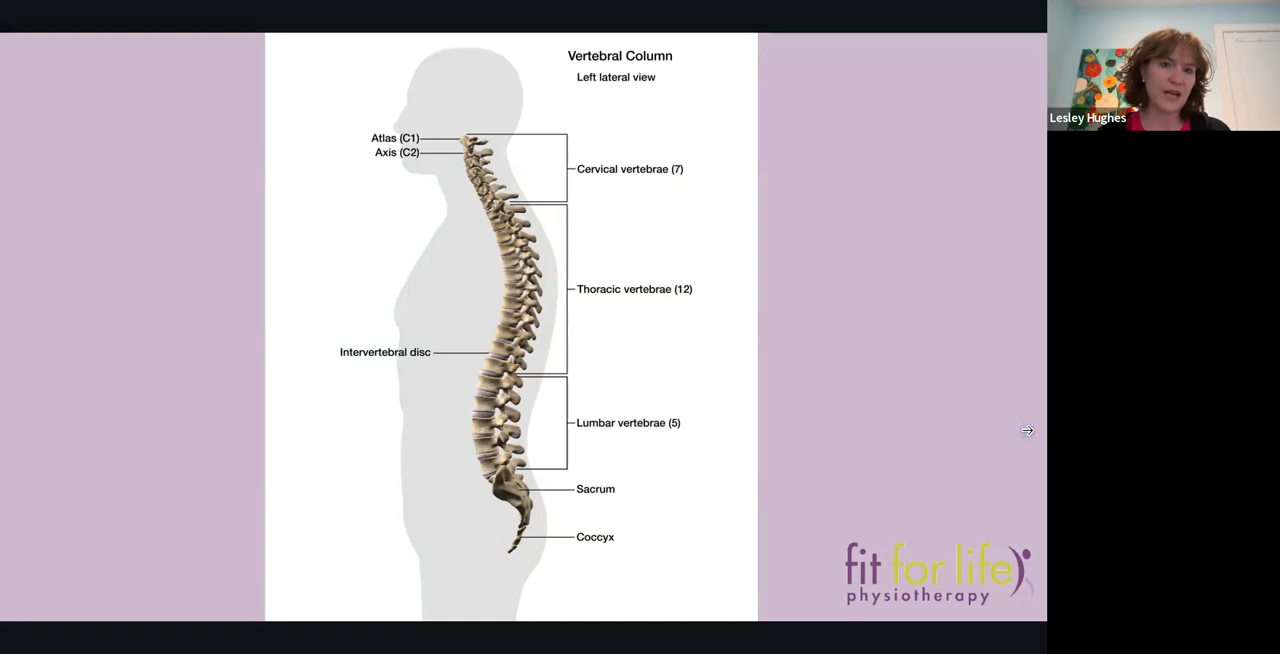 Vertebral Column
Left lateral view
Atlas (C1)
Axis (C2)
Cervical vertebrae (7)
Thoracic vertebrae (12)
Intervertebral disc
Lumbar vertebrae (5)
Sacrum
Coccyx
fit for life
physiotherapy
Lesley Hughes